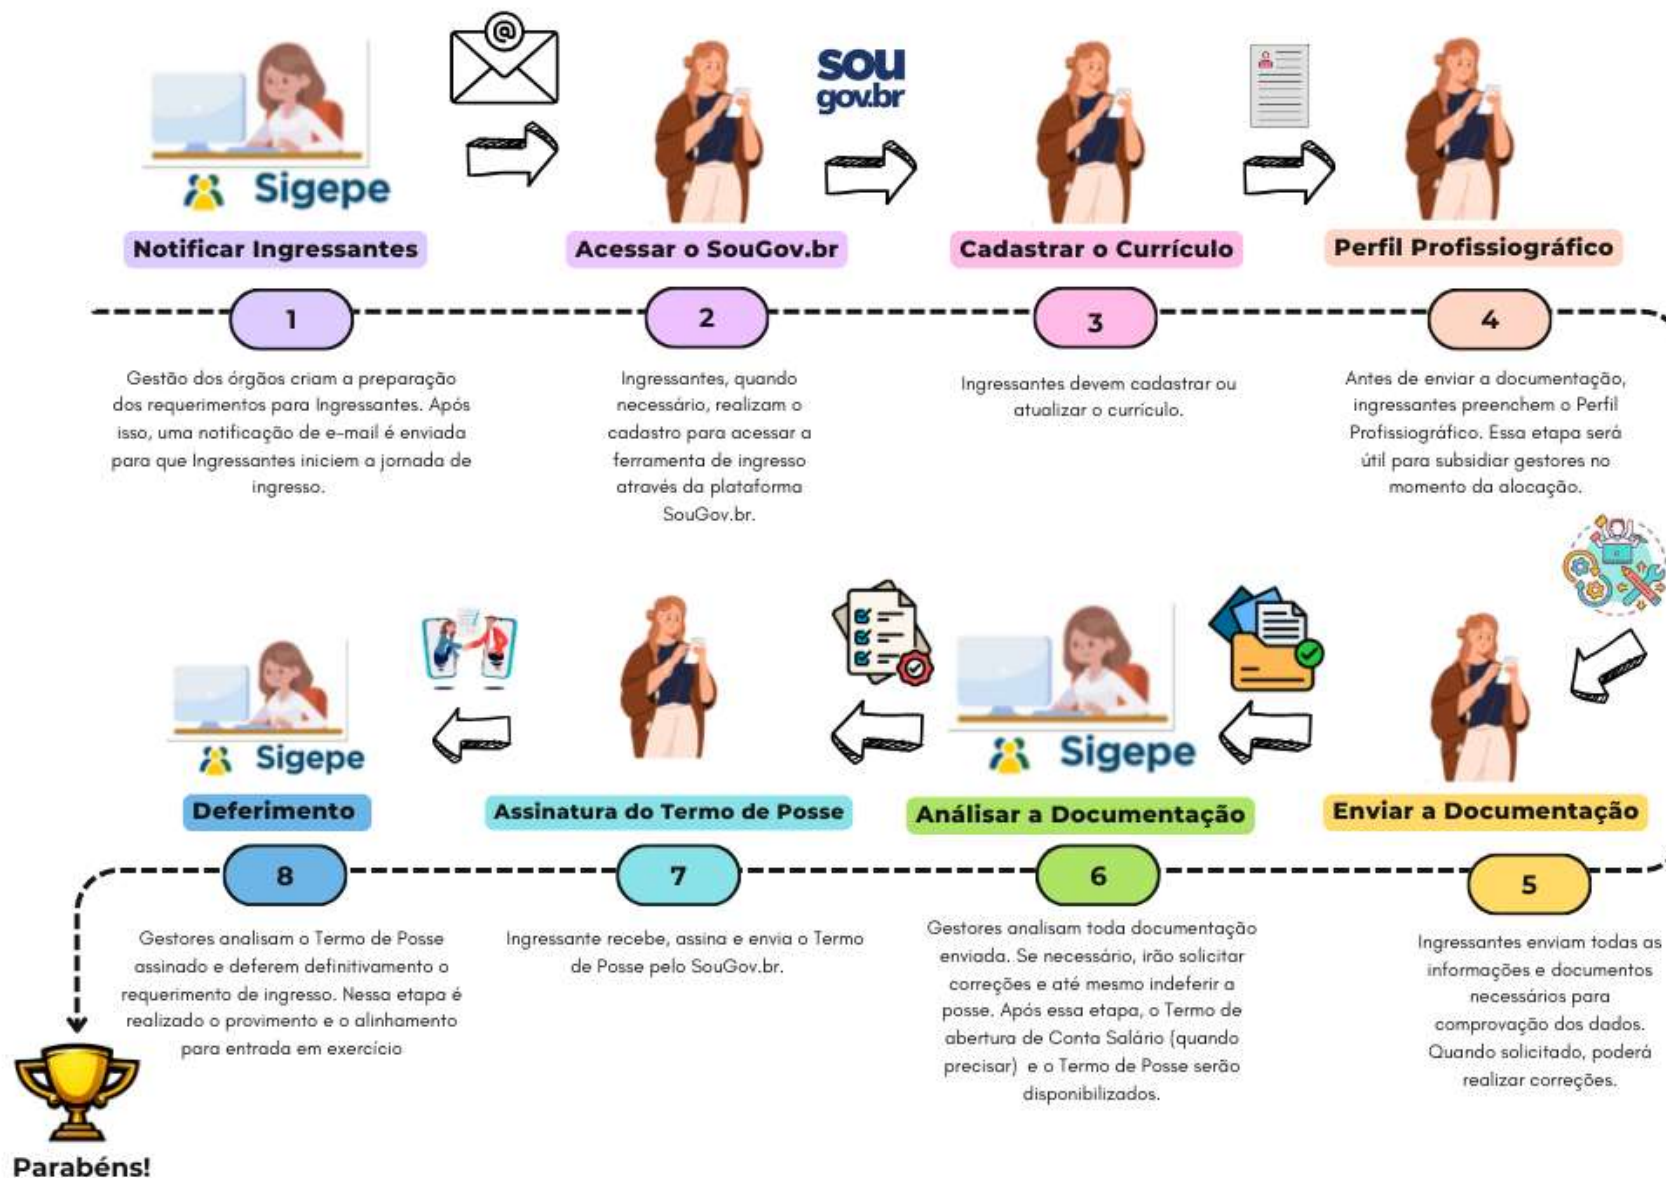 @
sou
gov.br
Sigepe
Notificar Ingressantes
Acessar o SouGov.br
Cadastrar o Currículo
Perfil Profissiográfico
1
2
3
4
Gestão dos órgãos criam a preparação
dos requerimentos para Ingressantes. Após
isso, uma notificação de e-mail é enviada
para que Ingressantes iniciem a jornada de
ingresso.
Ingressantes, quando
necessário, realizam o
cadastro para acessar a
ferramenta de ingresso
através da plataforma
SouGov.br.
Ingressantes devem cadastrar ou
atualizar o currículo.
Antes de enviar a documentação,
ingressantes preenchem o Perfil
Profissiográfico. Essa etapa será
útil para subsidiar gestores no
momento da alocação.
Enviar a Documentação
5
Ingressantes enviam todas as
informações e documentos
necessários para
comprovação dos dados.
Quando solicitado, poderá
realizar correções.
Sigepe
Análisar a Documentação
6
Gestores analisam toda documentação
enviada. Se necessário, irão solicitar
correções e até mesmo indeferir a
posse. Após essa etapa, o Termo de
abertura de Conta Salário (quando
precisar) e o Termo de Posse serão
disponibilizados.
Assinatura do Termo de Posse
7
Ingressante recebe, assina e envia o Termo
de Posse pelo SouGov.br.
Sigepe
Deferimento
8
Gestores analisam o Termo de Posse
assinado e deferem definitivamento o
requerimento de ingresso. Nessa etapa é
realizado o provimento e o alinhamento
para entrada em exercício
Parabéns!